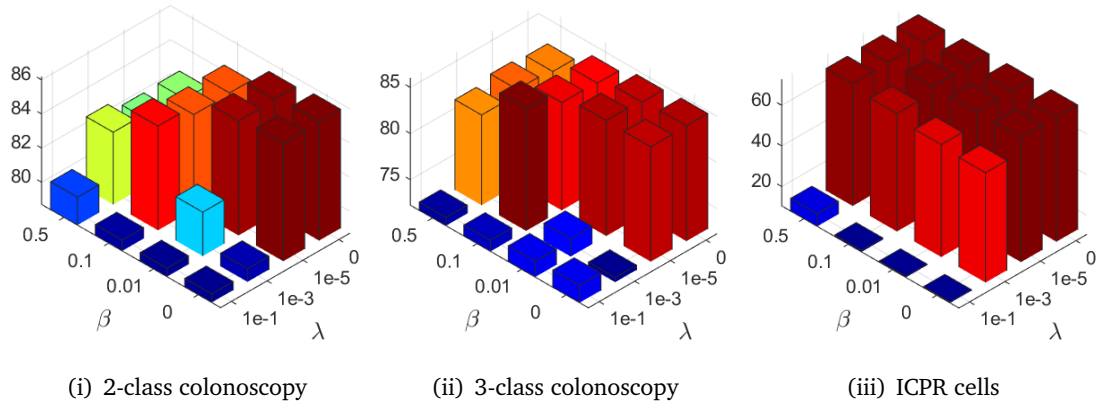 86
84
82
80
0.5
0.1
0.01
0
β
1e-1
1e-3
1e-5
0
λ
85
80
75
0.5
0.1
0.01
0
β
1e-1
1e-3
1e-5
0
λ
60
40
20
0.5
0.1
0.01
0
β
1e-1
1e-3
1e-5
0
λ
(i) 2-class colonoscopy
(ii) 3-class colonoscopy
(iii) ICPR cells